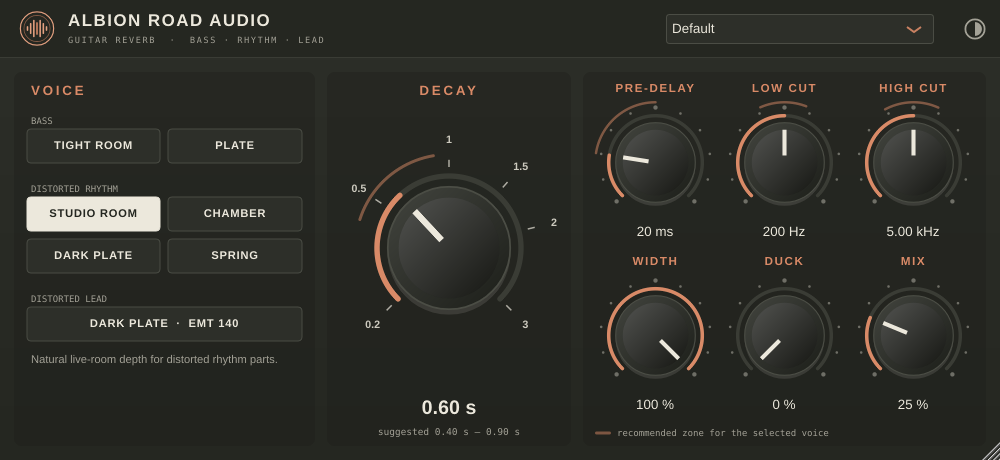 ALBION ROAD AUDIO
GUITAR REVERB · BASS · RHYTHM · LEAD
Default
VOICE
BASS
TIGHT ROOM
PLATE
DISTORTED RHYTHM
STUDIO ROOM
CHAMBER
DARK PLATE
SPRING
DISTORTED LEAD
DARK PLATE · EMT 140
Natural live-room depth for distorted rhythm parts.
DECAY
1
0.5
1.5
2
0.2
3
0.60 s
suggested 0.40 s – 0.90 s
PRE-DELAY
LOW CUT
HIGH CUT
20 ms
200 Hz
5.00 kHz
WIDTH
DUCK
MIX
100 %
0 %
25 %
recommended zone for the selected voice